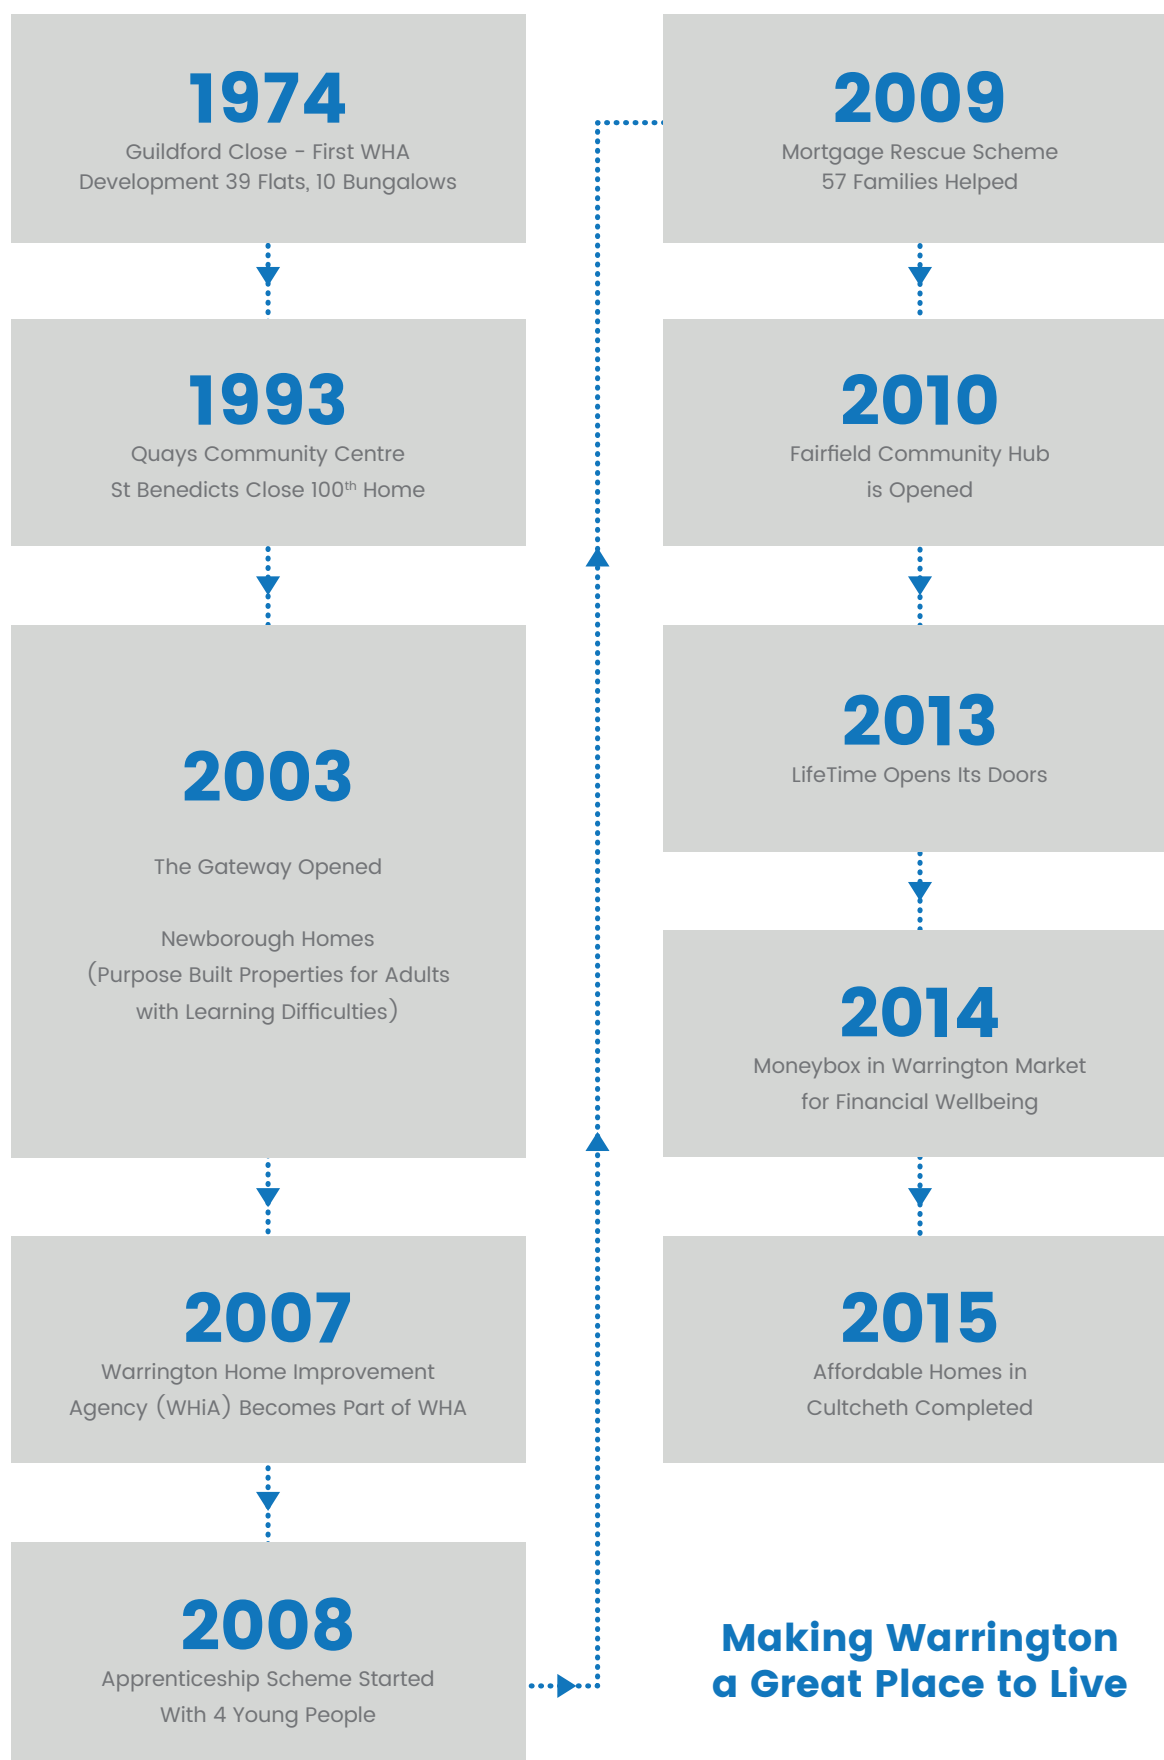 1974
Guildford Close - First WHA
Development 39 Flats, 10 Bungalows
1993
Quays Community Centre
St Benedicts Close 100th Home
2003
The Gateway Opened
Newborough Homes
(Purpose Built Properties for Adults
with Learning Difficulties)
2007
Warrington Home Improvement
Agency (WHiA) Becomes Part of WHA
2008
Apprenticeship Scheme Started
With 4 Young People
2009
Mortgage Rescue Scheme
57 Families Helped
2010
Fairfield Community Hub
is Opened
2013
LifeTime Opens Its Doors
2014
Moneybox in Warrington Market
for Financial Wellbeing
2015
Affordable Homes in
Cultcheth Completed
Making Warrington
a Great Place to Live